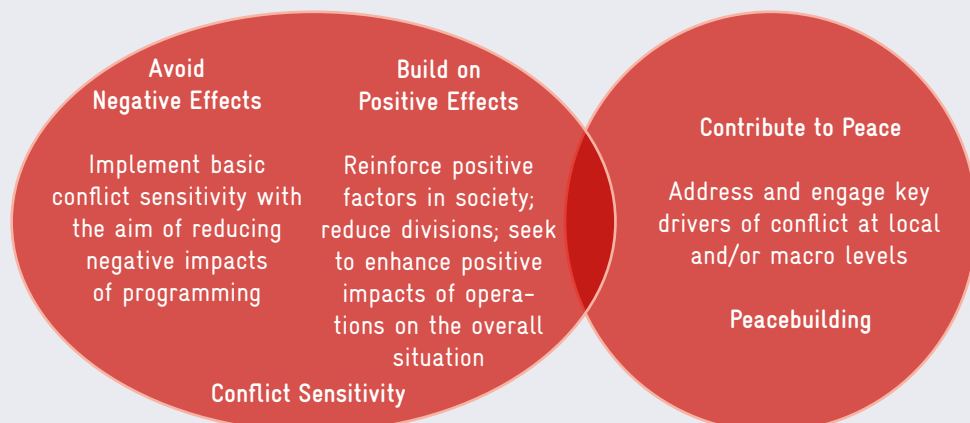 Avoid
Negative Effects
Implement basic
conflict sensitivity with
the aim of reducing
negative impacts
of programming
Build on
Positive Effects
Reinforce positive
factors in society;
reduce divisions; seek
to enhance positive
impacts of opera-
tions on the overall
situation
Conflict Sensitivity
Contribute to Peace
Address and engage key
drivers of conflict at local
and/or macro levels
Peacebuilding